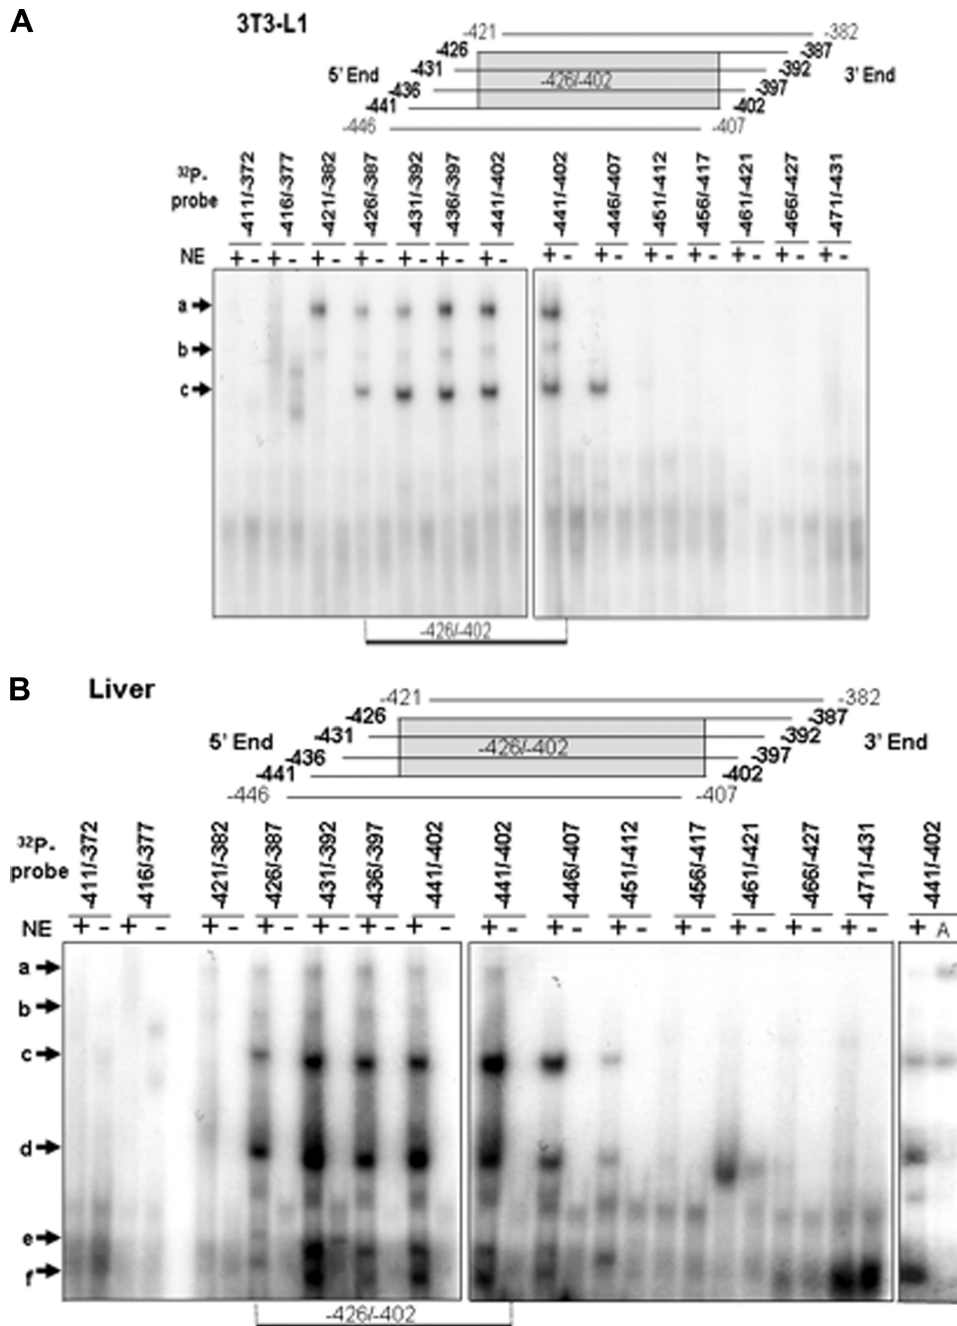 A
3T3-L1
-421 -382
-426 -387
5' End -431 -426/-402 -392 3' End
-436 -397
-441 -402
-446 -407
32P-
probe
-411/-372 -416/-377 -421/-382 -426/-387 -431/-392 -436/-397 -441/-402 -441/-402 -446/-407 -451/-412 -456/-417 -461/-421 -466/-427 -471/-431
NE + - + - + - + - + - + - + - + - + - + - + - + - + - + -
a
b
c
-426/-402
B
Liver
-421 -382
-426 -387
5' End -431 -426/-402 -392 3' End
-436 -397
-441 -402
-446 -407
32P-
probe
-411/-372 -416/-377 -421/-382 -426/-387 -431/-392 -436/-397 -441/-402 -441/-402 -446/-407 -451/-412 -456/-417 -461/-421 -466/-427 -471/-431 -441/-402
NE + - + - + - + - + - + - + - + - + - + - + - + - + - + - + A
a
b
c
d
e
f
-426/-402